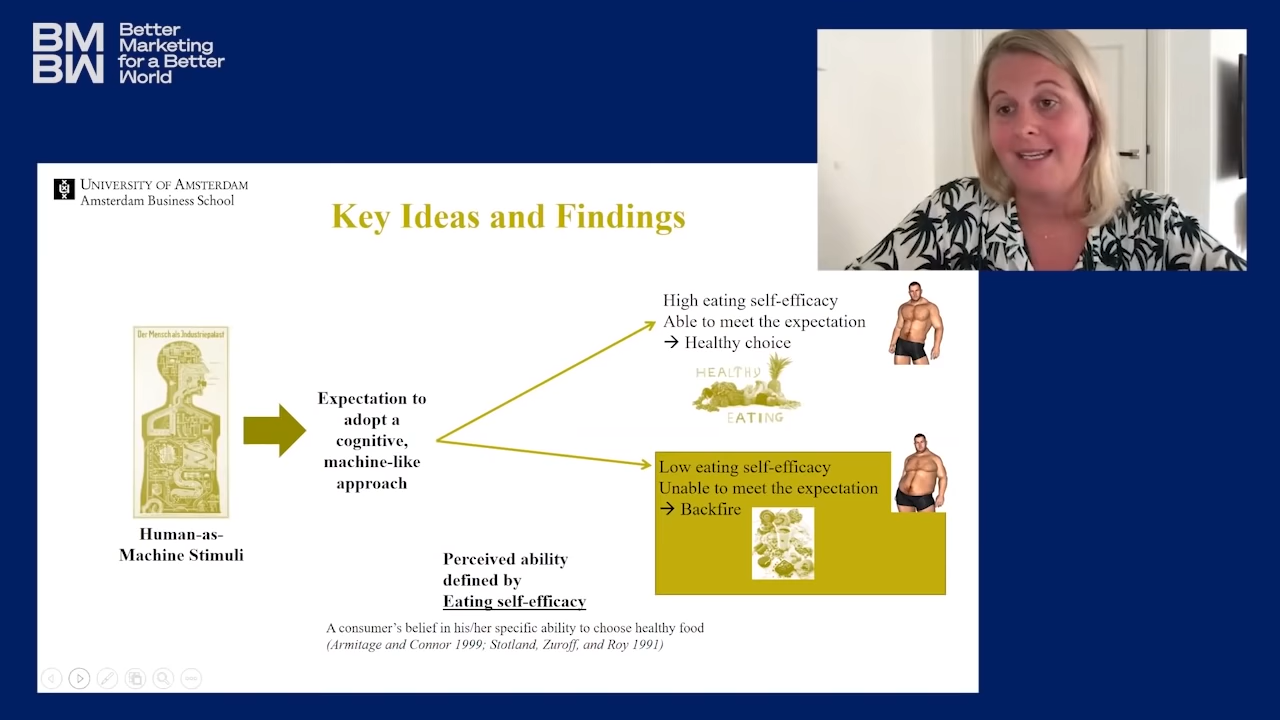 BM
BW
Better
Marketing
for a Better
World
UNIVERSITY OF AMSTERDAM
Amsterdam Business School
Key Ideas and Findings
High eating self-efficacy
Able to meet the expectation
→ Healthy choice
HEALTHY
EATING
Der Mensch als Industriepalast
Expectation to
adopt a
cognitive,
machine-like
approach
Low eating self-efficacy
Unable to meet the expectation
→ Backfire
Human-as-
Machine Stimuli
Perceived ability
defined by
Eating self-efficacy
A consumer's belief in his/her specific ability to choose healthy food
(Armitage and Connor 1999; Stotland, Zuroff, and Roy 1991)